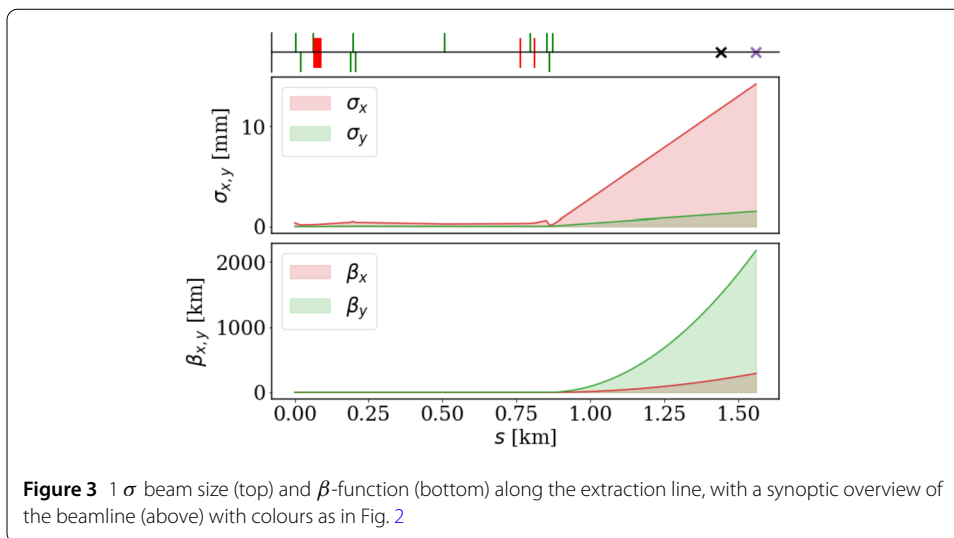 σx
σy
10
0
σx,y [mm]
βx
βy
2000
1000
0
βx,y [km]
0.00 0.25 0.50 0.75 1.00 1.25 1.50
s [km]
Figure 3 1 σ beam size (top) and β-function (bottom) along the extraction line, with a synoptic overview of
the beamline (above) with colours as in Fig. 2